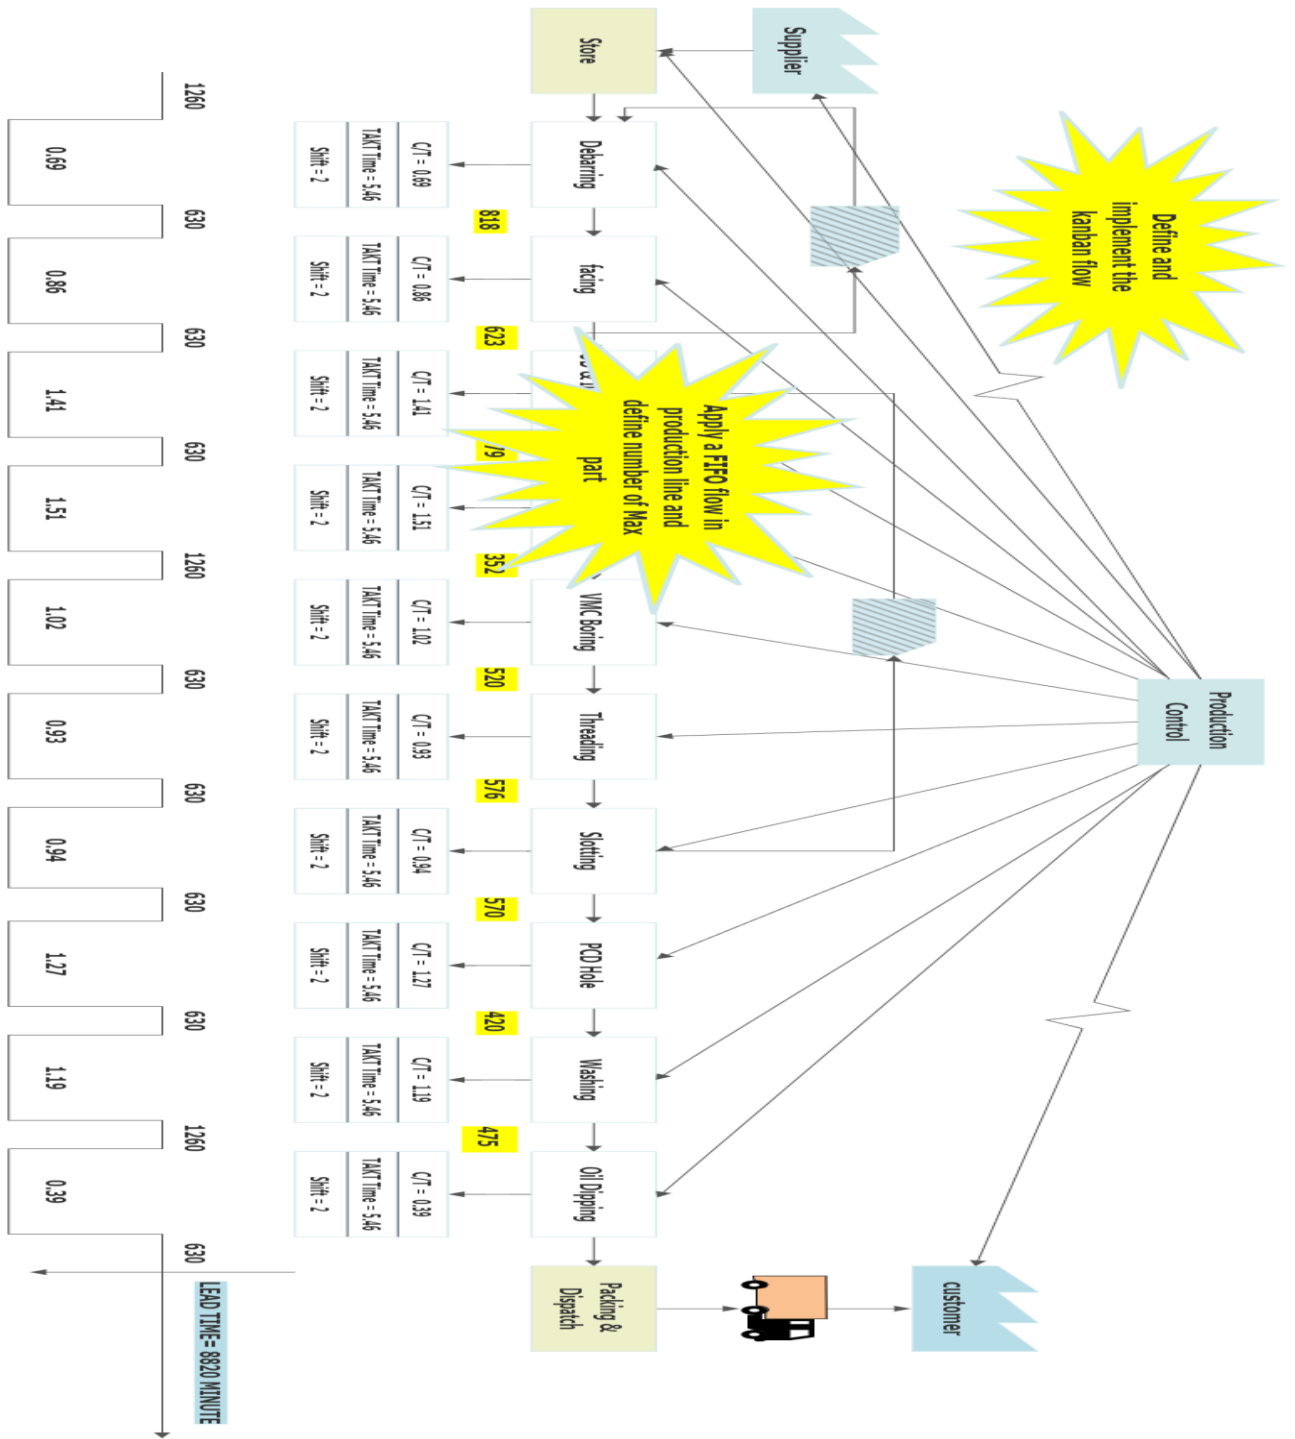 Define and
implement the
kanban flow
Production
Control
Supplier
customer
Apply a FIFO flow in
production line and
define number of Max
part
Store
Debarring
facing
VMC Boring
Threading
Slotting
PCD Hole
Washing
Oil Dipping
Packing &
Dispatch
818
623
79
352
520
576
570
420
475
C/T = 0.69
TAKT Time = 5.46
Shift = 2
C/T = 0.86
TAKT Time = 5.46
Shift = 2
C/T = 1.41
TAKT Time = 5.46
Shift = 2
C/T = 1.51
TAKT Time = 5.46
Shift = 2
C/T = 1.02
TAKT Time = 5.46
Shift = 2
C/T = 0.93
TAKT Time = 5.46
Shift = 2
C/T = 0.94
TAKT Time = 5.46
Shift = 2
C/T = 1.27
TAKT Time = 5.46
Shift = 2
C/T = 1.19
TAKT Time = 5.46
Shift = 2
C/T = 0.39
TAKT Time = 5.46
Shift = 2
1260
630
630
630
1260
630
630
630
630
1260
630
LEAD TIME= 8820 MINUTE
0.69
0.86
1.41
1.51
1.02
0.93
0.94
1.27
1.19
0.39